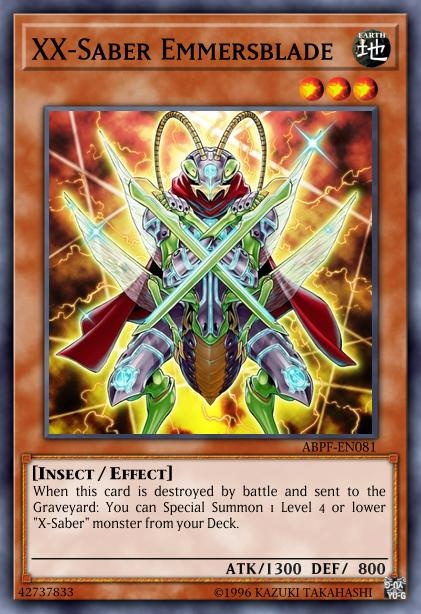 XX-Saber Emmersblade
EARTH
地
ABPF-EN081
[Insect / Effect]
When this card is destroyed by battle and sent to the
Graveyard: You can Special Summon 1 Level 4 or lower
"X-Saber" monster from your Deck.
ATK/1300 DEF/ 800
42737833
©1996 KAZUKI TAKAHASHI